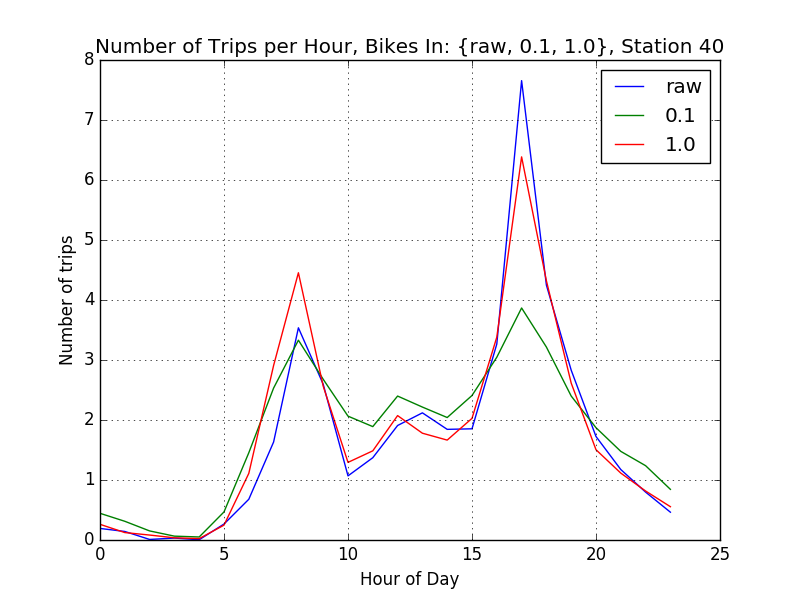 Number of Trips per Hour, Bikes In: {raw, 0.1, 1.0}, Station 40
raw
0.1
1.0
8
7
6
5
4
3
2
1
0
Number of trips
0 5 10 15 20 25
Hour of Day